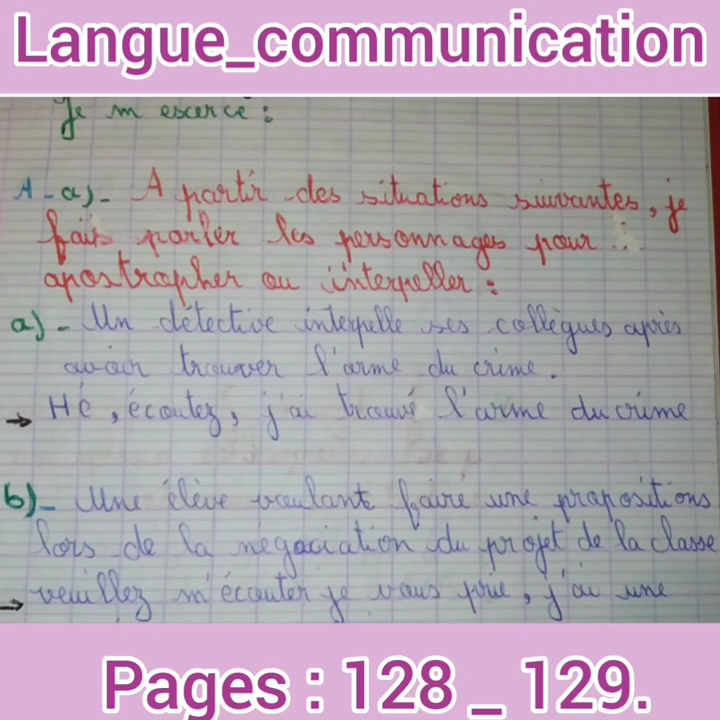 Langue_communication
Je m exerce :
A - a) - A partir des situations suivantes, je
fais parler les personnages pour :
apostropher ou interpeller :
a) - Un détective interpelle ses collègues après
avoir trouver l'arme du crime.
→ Hé, écoutez, j'ai trouvé l'arme du crime
b) - Une élève voulant faire une propositions
lors de la négociation du projet de la classe
→ veuillez m'écouter je vous prie, j'ai une
Pages : 128 _ 129.